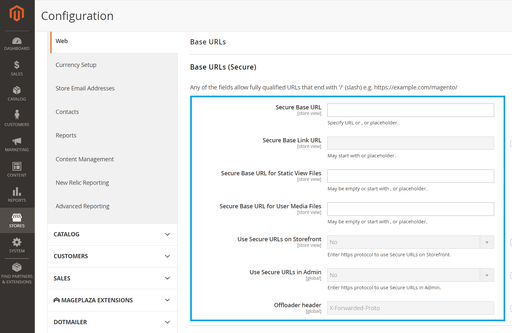 Configuration
DASHBOARD
SALES
CATALOG
CUSTOMERS
MARKETING
CONTENT
REPORTS
STORES
SYSTEM
FIND PARTNERS
& EXTENSIONS
Web
Currency Setup
Store Email Addresses
Contacts
Reports
Content Management
New Relic Reporting
Advanced Reporting
CATALOG
CUSTOMERS
SALES
MAGEPLAZA EXTENSIONS
DOTMAILER
Base URLs
Base URLs (Secure)
Any of the fields allow fully qualified URLs that end with '/' (slash) e.g. https://example.com/magento/
Secure Base URL
[store view]
Specify URL or , or placeholder.
Secure Base Link URL
[store view]
May start with or placeholder.
Secure Base URL for Static View Files
[store view]
May be empty or start with , or placeholder.
Secure Base URL for User Media Files
[store view]
May be empty or start with , or placeholder.
Use Secure URLs on Storefront
[store view]
No
Enter https protocol to use Secure URLs on Storefront.
Use Secure URLs in Admin
[global]
No
Enter https protocol to use Secure URLs in Admin.
Offloader header
[global]
X-Forwarded-Proto